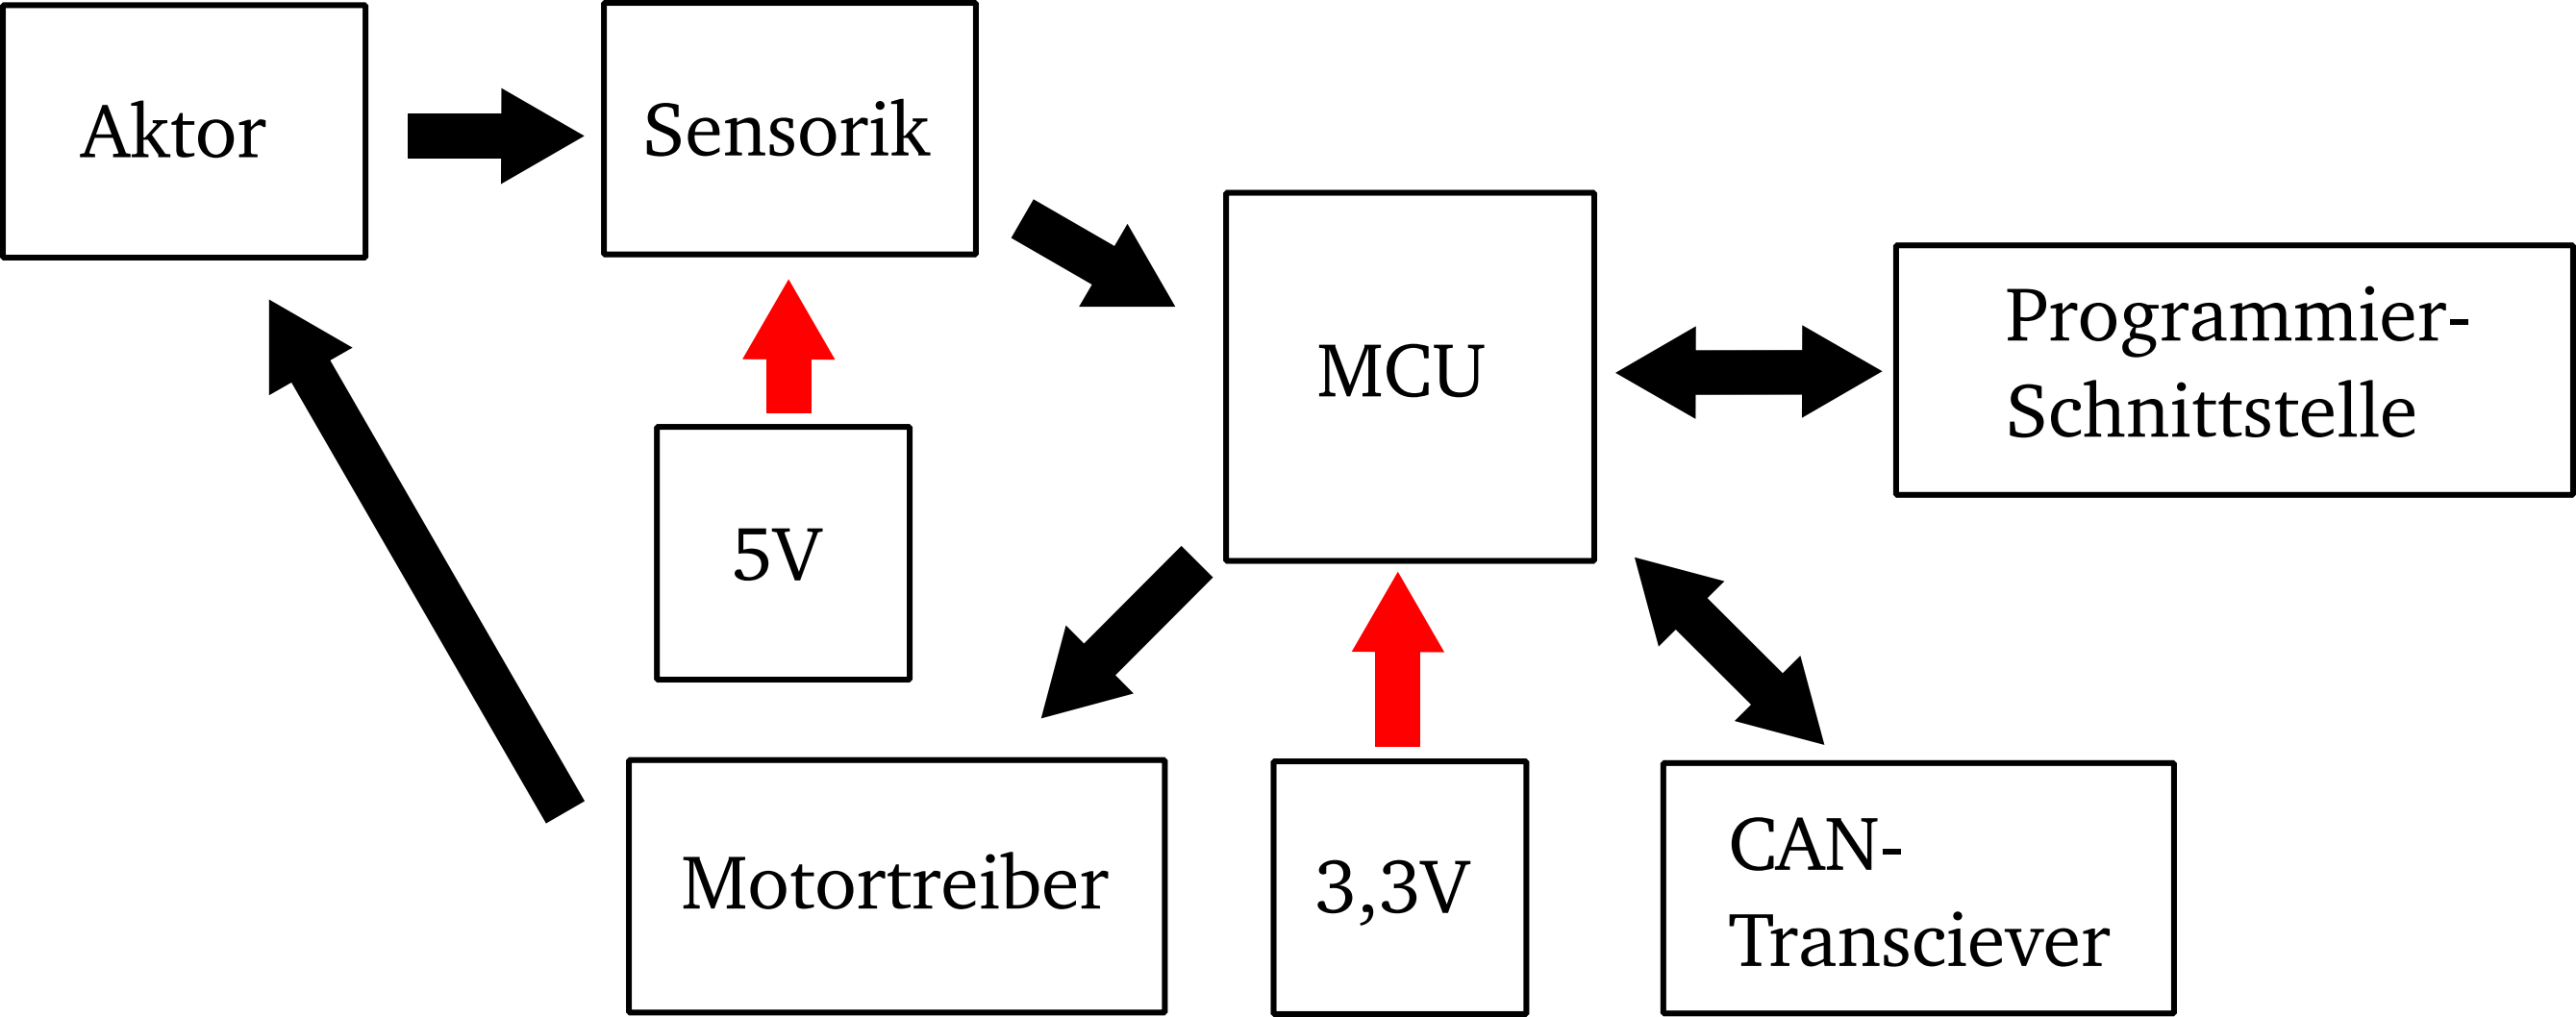 Aktor
Sensorik
MCU
Programmier-
Schnittstelle
5V
Motortreiber
3,3V
CAN-
Transciever